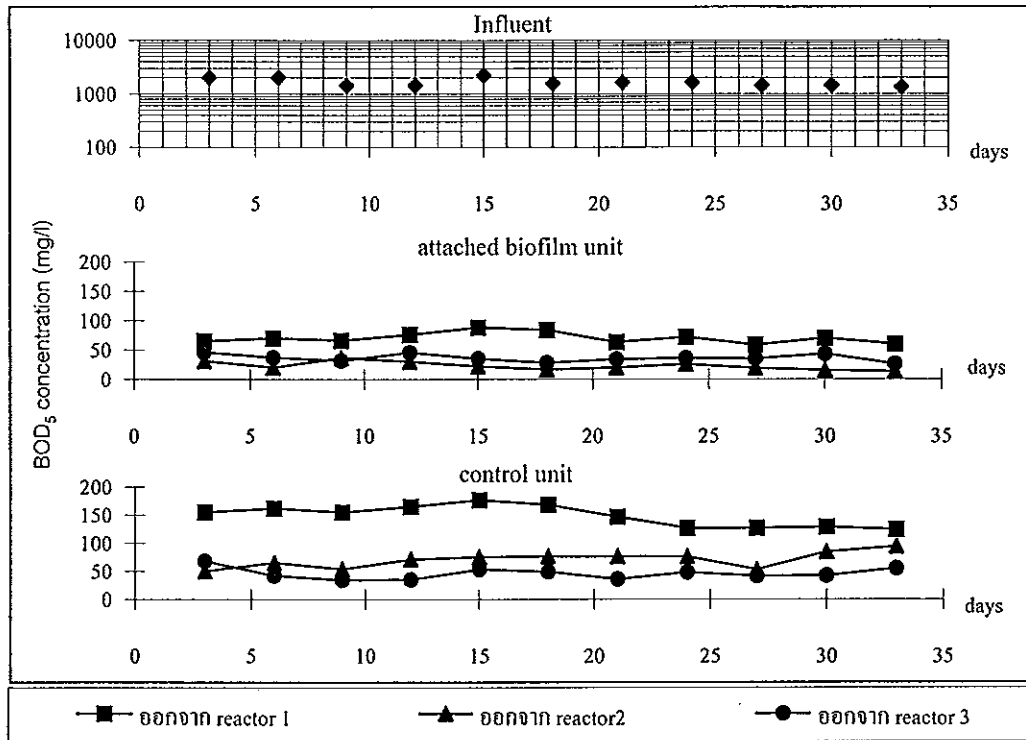 Influent
10000
1000
100
days
0 5 10 15 20 25 30 35
BOD5 concentration (mg/l)
attached biofilm unit
200
150
100
50
0
days
0 5 10 15 20 25 30 35
control unit
200
150
100
50
0
days
0 5 10 15 20 25 30 35
ออกจาก reactor 1 ออกจาก reactor2 ออกจาก reactor 3